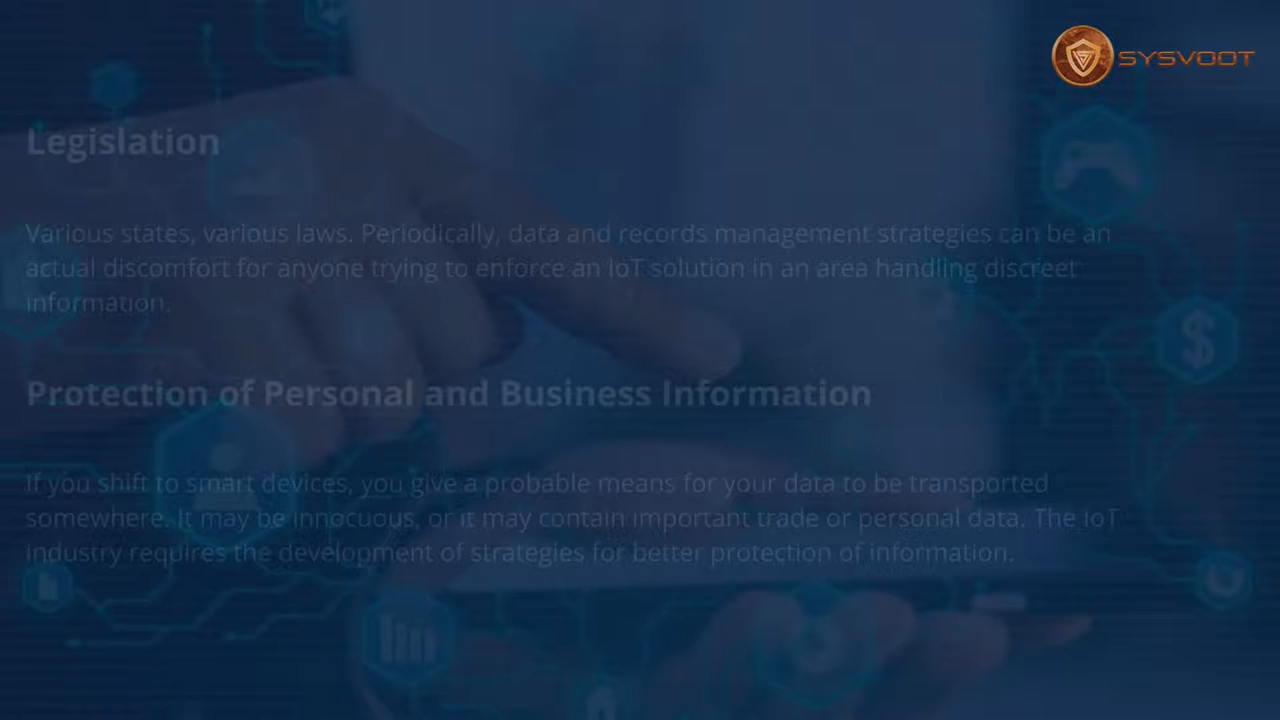 SYSVOOT
Legislation
Various states, various laws. Periodically, data and records management strategies can be an
actual discomfort for anyone trying to enforce an IoT solution in an area handling discreet
information.
Protection of Personal and Business Information
If you shift to smart devices, you give a probable means for your data to be transported
somewhere. It may be innocuous, or it may contain important trade or personal data. The IoT
industry requires the development of strategies for better protection of information.